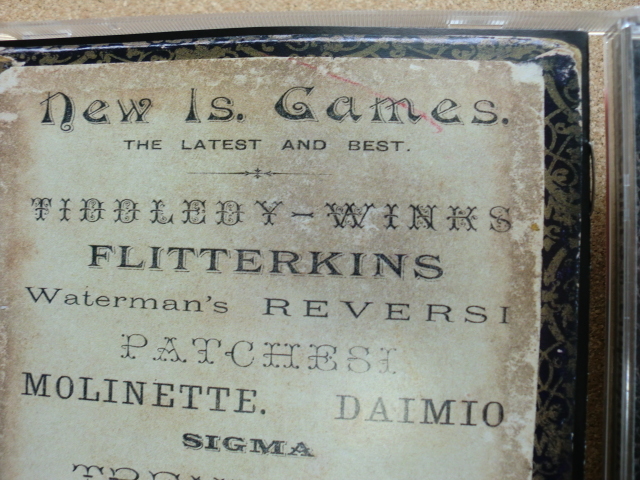 New 1s. Games.
THE LATEST AND BEST.
TIDDLEDY-WINKS
FLITTERKINS
Waterman's REVERSI
PATCHESI
MOLINETTE. DAIMIO
SIGMA